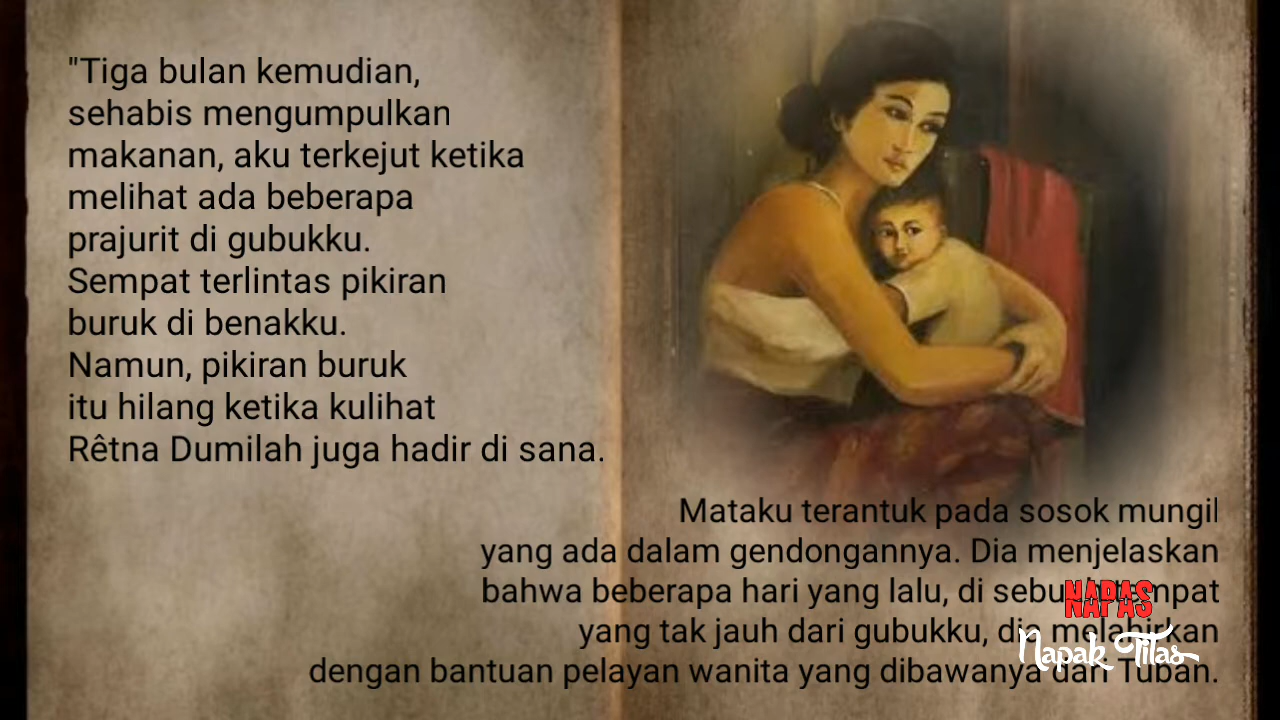 "Tiga bulan kemudian,
sehabis mengumpulkan
makanan, aku terkejut ketika
melihat ada beberapa
prajurit di gubukku.
Sempat terlintas pikiran
buruk di benakku.
Namun, pikiran buruk
itu hilang ketika kulihat
Rêtna Dumilah juga hadir di sana.
Mataku terantuk pada sosok mungil
yang ada dalam gendongannya. Dia menjelaskan
bahwa beberapa hari yang lalu, di sebuah tempat
yang tak jauh dari gubukku, dia melahirkan
dengan bantuan pelayan wanita yang dibawanya dari Tuban.
NAPAS
Napak Tilas